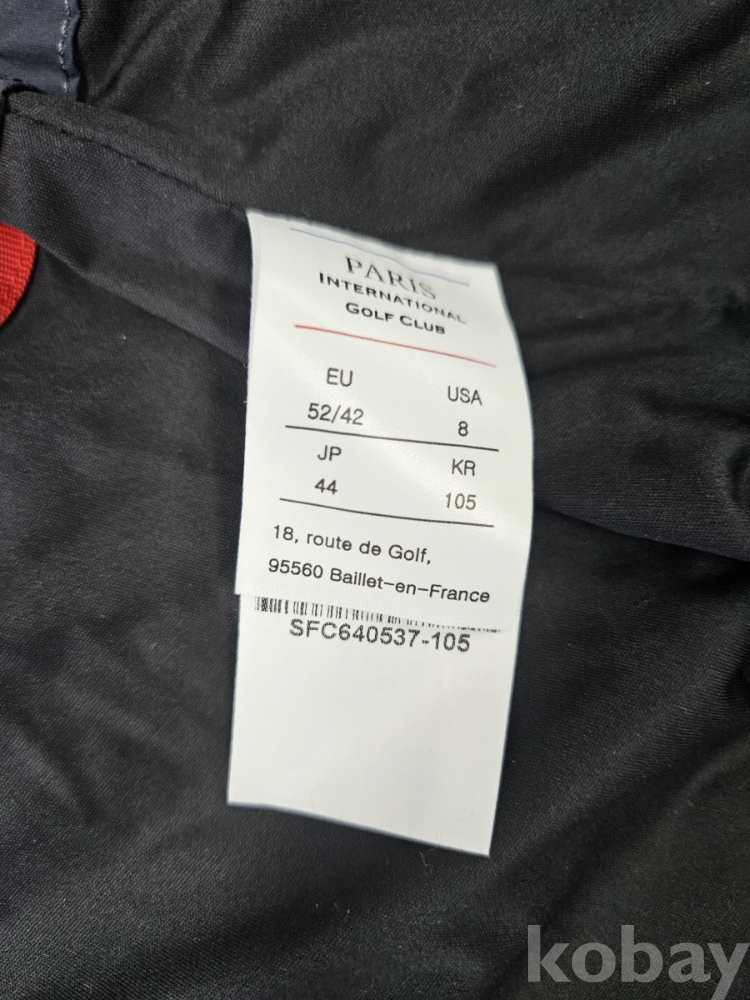 PARIS
INTERNATIONAL
GOLF CLUB
EU USA
52/42 8
JP KR
44 105
18, route de Golf,
95560 Baillet-en-France
SFC640537-105
kobay